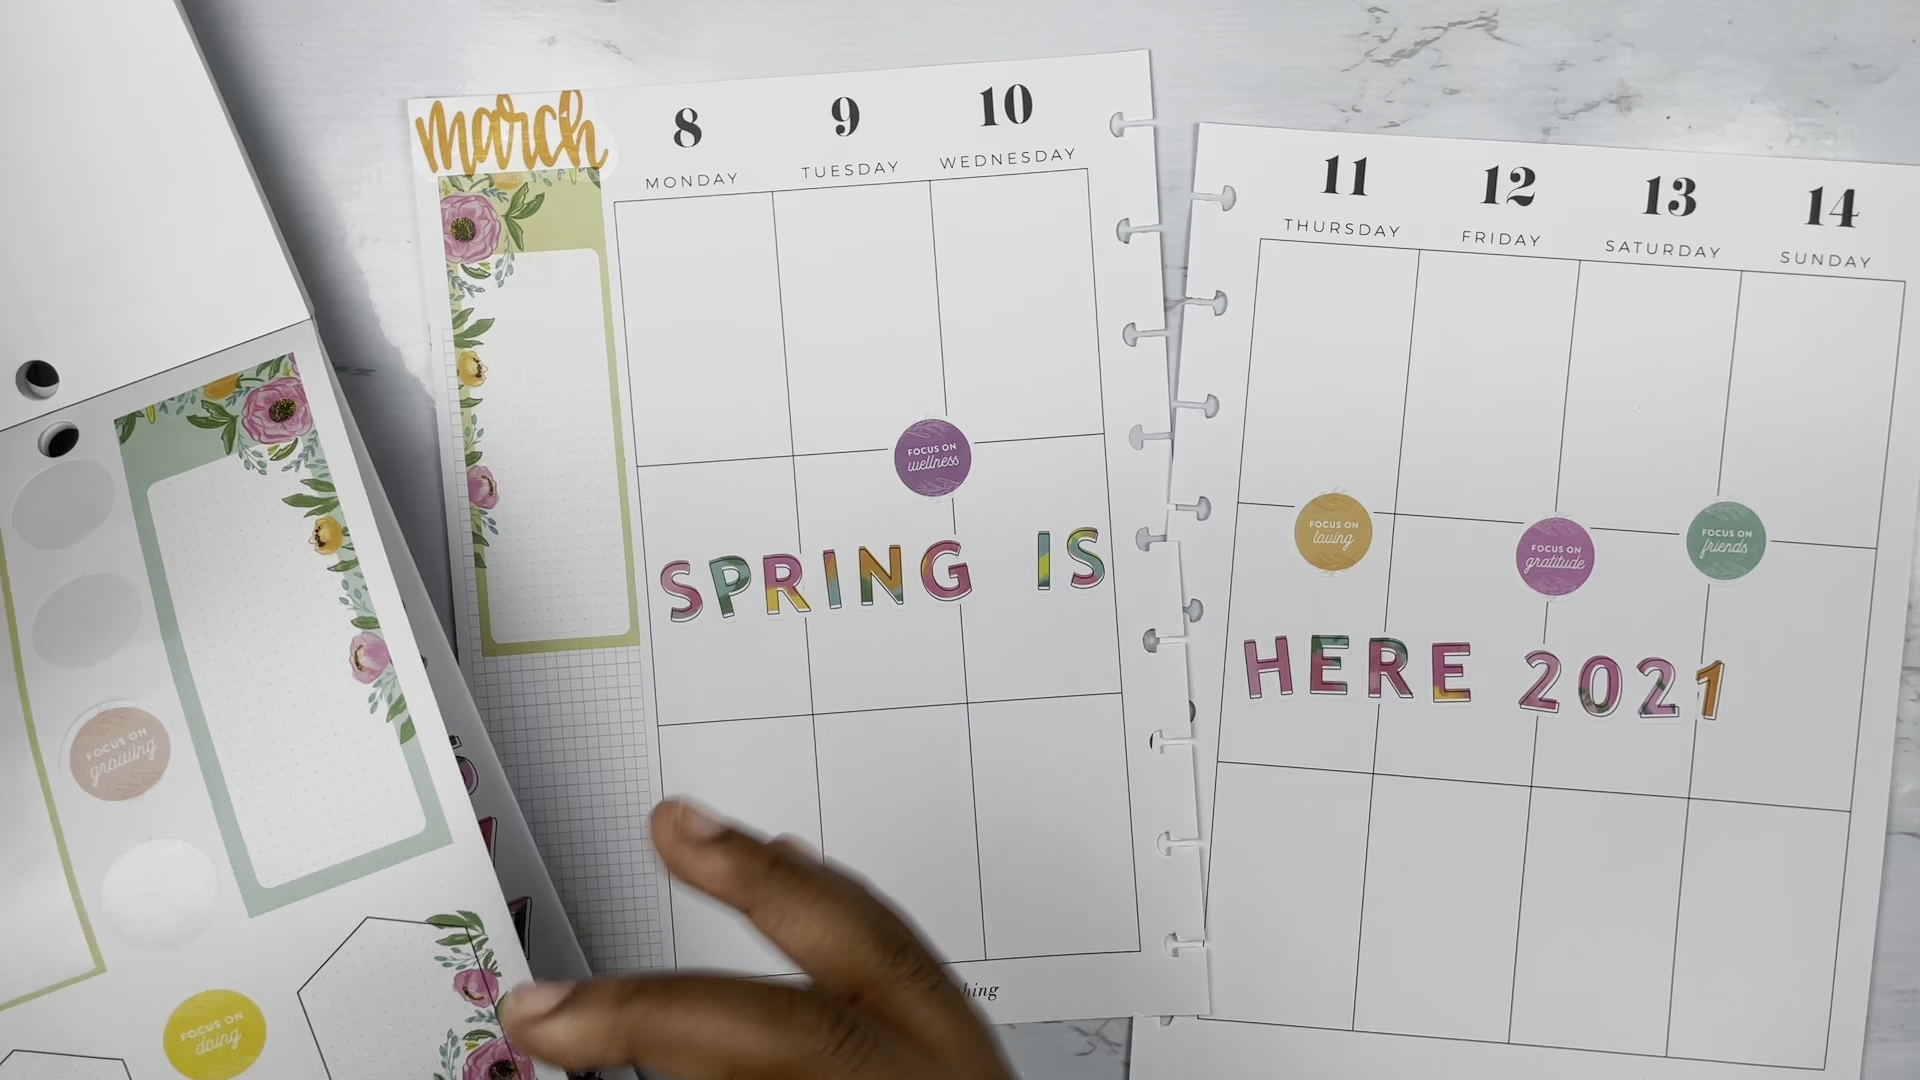 march
8 9 10
MONDAY TUESDAY WEDNESDAY
11 12 13 14
THURSDAY FRIDAY SATURDAY SUNDAY
FOCUS ON
wellness
FOCUS ON
loving
FOCUS ON
gratitude
FOCUS ON
friends
SPRING IS
HERE 2021
FOCUS ON
growing
FOCUS ON
doing